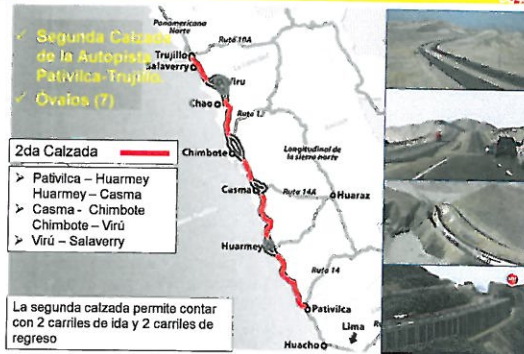 ✓ Segunda Calzada
de la Autopista
Pativilca-Trujillo.
✓ Óvalos (7)
2da Calzada
➢ Pativilca – Huarmey
Huarmey – Casma
➢ Casma - Chimbote
Chimbote – Virú
➢ Virú – Salaverry
La segunda calzada permite contar
con 2 carriles de ida y 2 carriles de
regreso
Panamericana
Norte
Ruta 10A
Trujillo
Salaverry
Viru
Chao
Ruta 12
Chimbote
Longitudinal de
la sierra norte
Casma
Ruta 14A
Huaraz
Huarmey
Ruta 14
Pativilca
Lima
Huacho